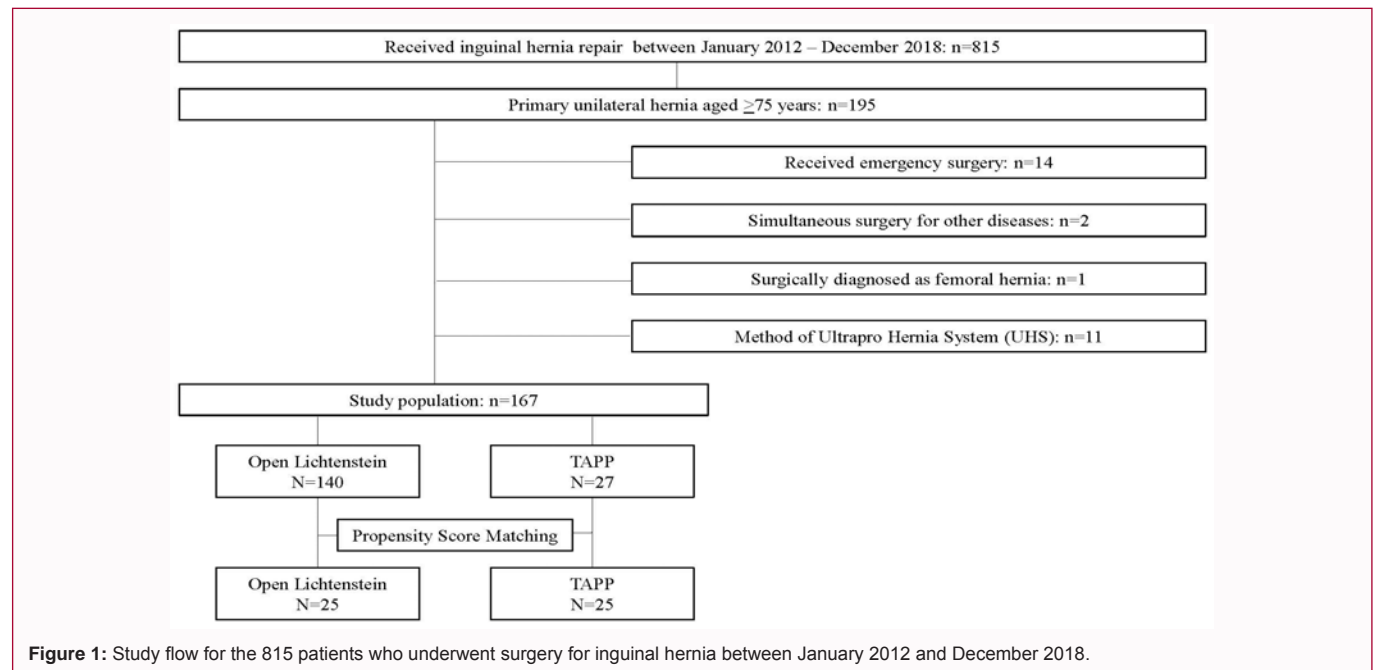 Received inguinal hernia repair between January 2012 – December 2018: n=815
Primary unilateral hernia aged ≥75 years: n=195
Received emergency surgery: n=14
Simultaneous surgery for other diseases: n=2
Surgically diagnosed as femoral hernia: n=1
Method of Ultrapro Hernia System (UHS): n=11
Study population: n=167
Open Lichtenstein
N=140
TAPP
N=27
Propensity Score Matching
Open Lichtenstein
N=25
TAPP
N=25
Figure 1: Study flow for the 815 patients who underwent surgery for inguinal hernia between January 2012 and December 2018.